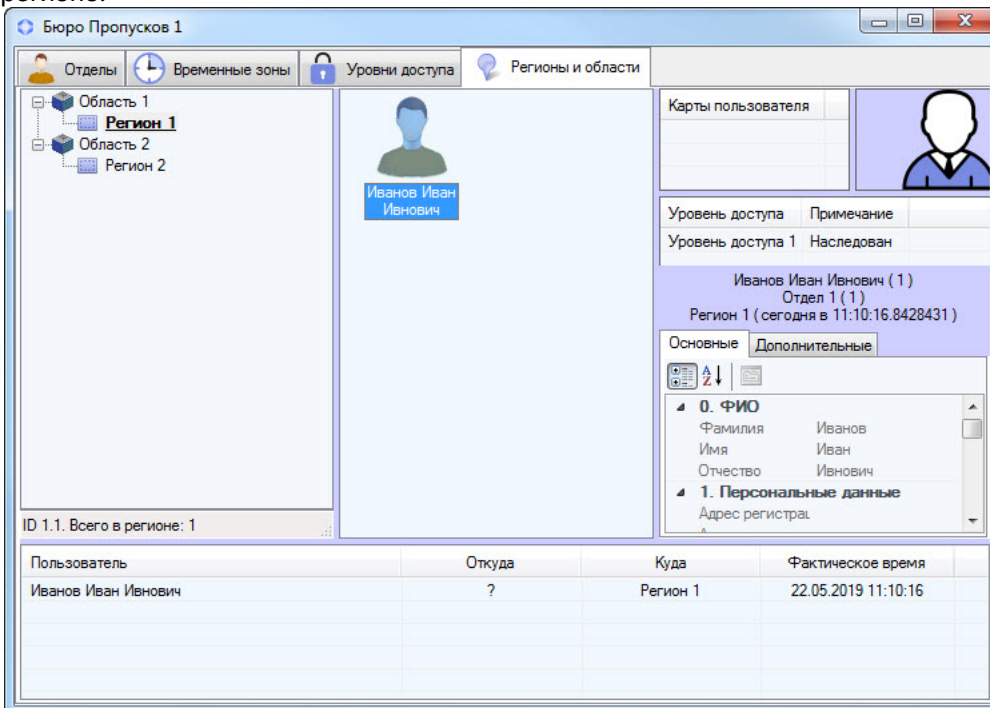 регионе.
Бюро Пропусков 1
Отделы Временные зоны Уровни доступа Регионы и области
Область 1
Регион 1
Область 2
Регион 2
ID 1.1. Всего в регионе: 1
Иванов Иван
Ивнович
Карты пользователя
Уровень доступа Примечание
Уровень доступа 1 Наследован
Иванов Иван Ивнович ( 1 )
Отдел 1 ( 1 )
Регион 1 ( сегодня в 11:10:16.8428431 )
Основные Дополнительные
0. ФИО
Фамилия Иванов
Имя Иван
Отчество Ивнович
1. Персональные данные
Адрес регистрац
Пользователь Откуда Куда Фактическое время
Иванов Иван Ивнович ? Регион 1 22.05.2019 11:10:16